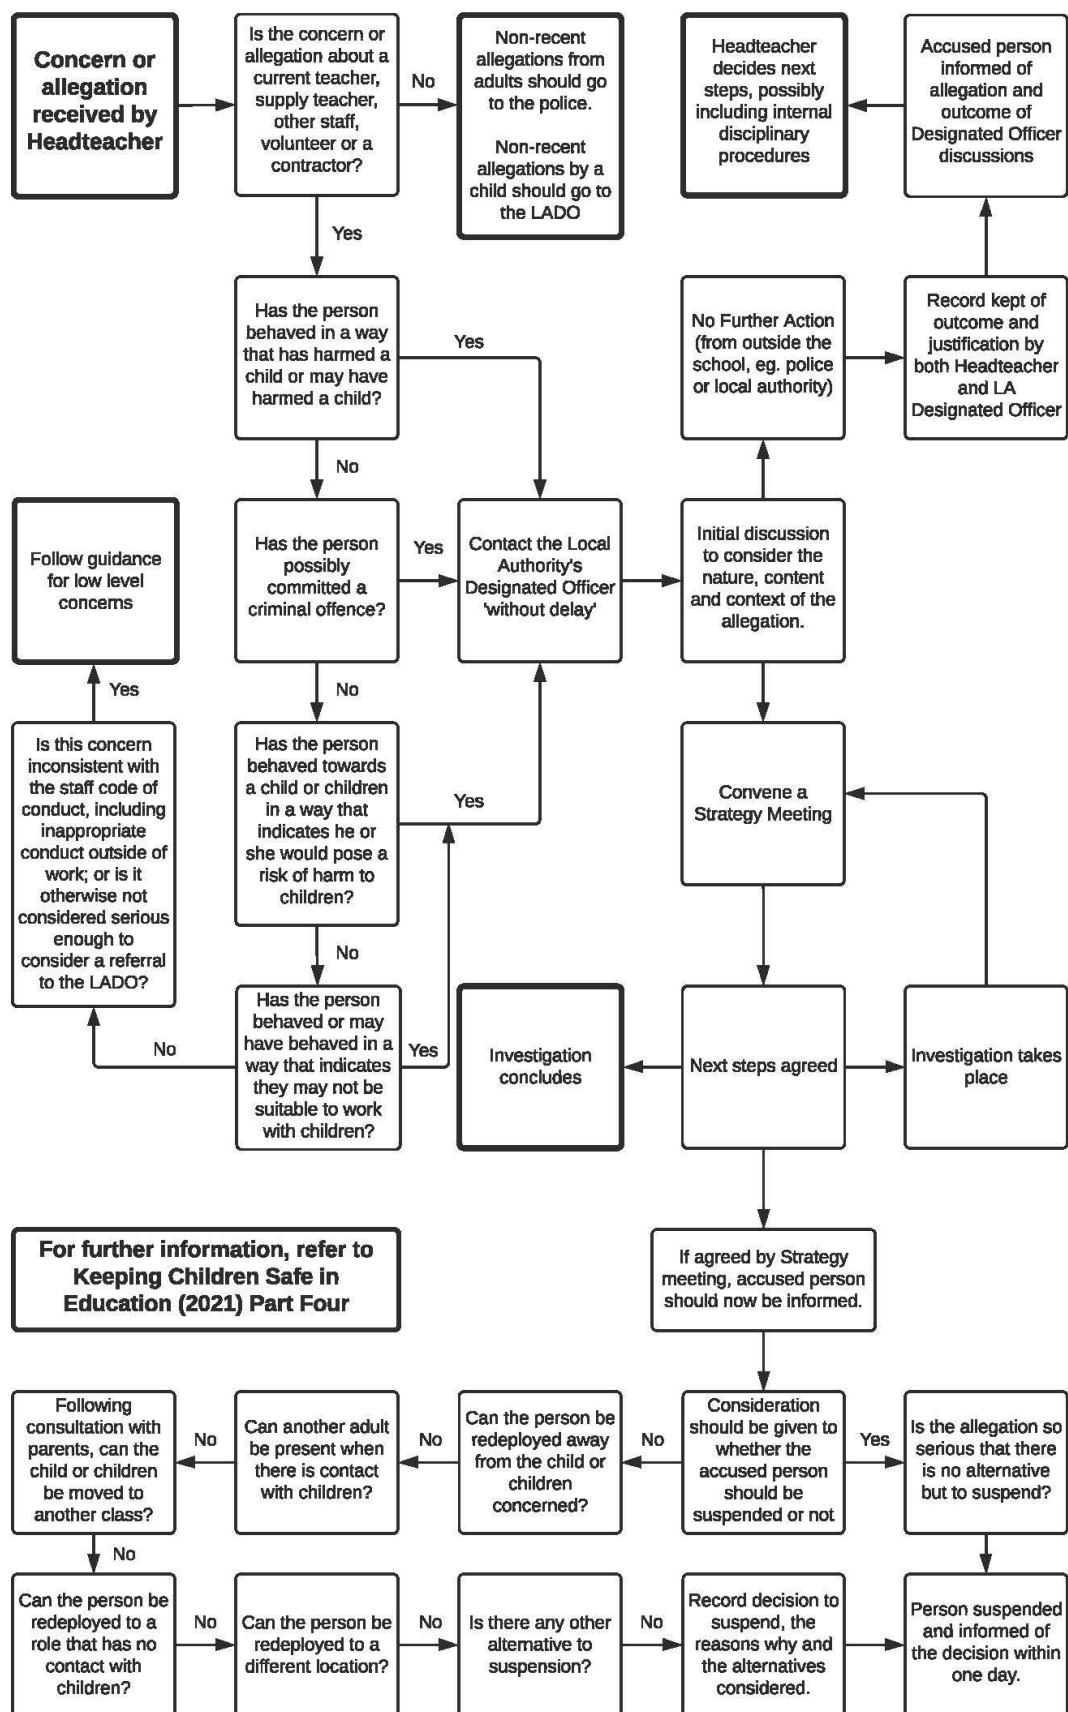 Concern or
allegation
received by
Headteacher
Is the concern or
allegation about a
current teacher,
supply teacher,
other staff,
volunteer or a
contractor?
No
Non-recent
allegations from
adults should go
to the police.
Non-recent
allegations by a
child should go to
the LADO
Headteacher
decides next
steps, possibly
including internal
disciplinary
procedures
Accused person
informed of
allegation and
outcome of
Designated Officer
discussions
Yes
Has the person
behaved in a way
that has harmed a
child or may have
harmed a child?
Yes
No Further Action
(from outside the
school, eg. police
or local authority)
Record kept of
outcome and
justification by
both Headteacher
and LA
Designated Officer
No
Follow guidance
for low level
concerns
Has the person
possibly
committed a
criminal offence?
Yes
Contact the Local
Authority's
Designated Officer
'without delay'
Initial discussion
to consider the
nature, content
and context of the
allegation.
Yes
No
Is this concern
inconsistent with
the staff code of
conduct, including
inappropriate
conduct outside of
work; or is it
otherwise not
considered serious
enough to
consider a referral
to the LADO?
Has the person
behaved towards
a child or children
in a way that
indicates he or
she would pose a
risk of harm to
children?
Yes
Convene a
Strategy Meeting
No
No
Has the person
behaved or may
have behaved in a
way that indicates
they may not be
suitable to work
with children?
Yes
Investigation
concludes
Next steps agreed
Investigation takes
place
For further information, refer to
Keeping Children Safe in
Education (2021) Part Four
If agreed by Strategy
meeting, accused person
should now be informed.
Following
consultation with
parents, can the
child or children
be moved to
another class?
No
Can another adult
be present when
there is contact
with children?
No
Can the person be
redeployed away
from the child or
children
concerned?
No
Consideration
should be given to
whether the
accused person
should be
suspended or not
Yes
Is the allegation so
serious that there
is no alternative
but to suspend?
No
Can the person be
redeployed to a
role that has no
contact with
children?
No
Can the person be
redeployed to a
different location?
No
Is there any other
alternative to
suspension?
No
Record decision to
suspend, the
reasons why and
the alternatives
considered.
Person suspended
and informed of
the decision within
one day.